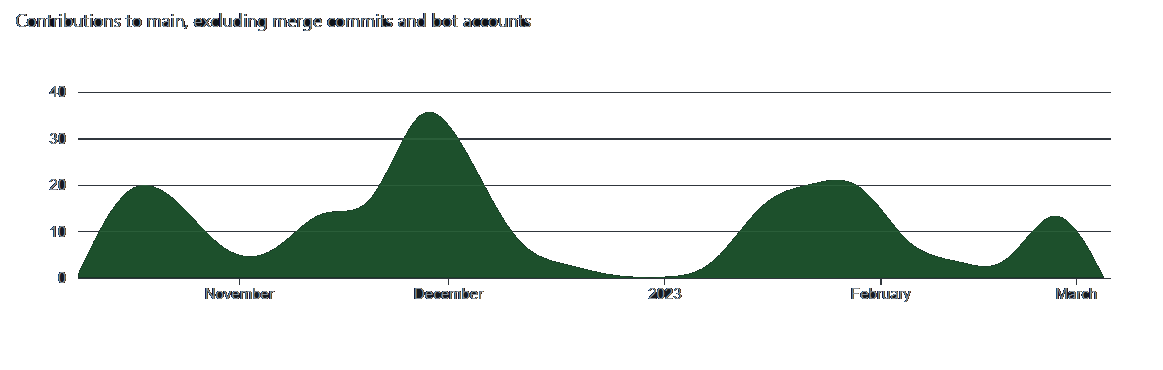 Contributions to main, excluding merge commits and bot accounts
40
30
20
10
0
November December 2023 February March